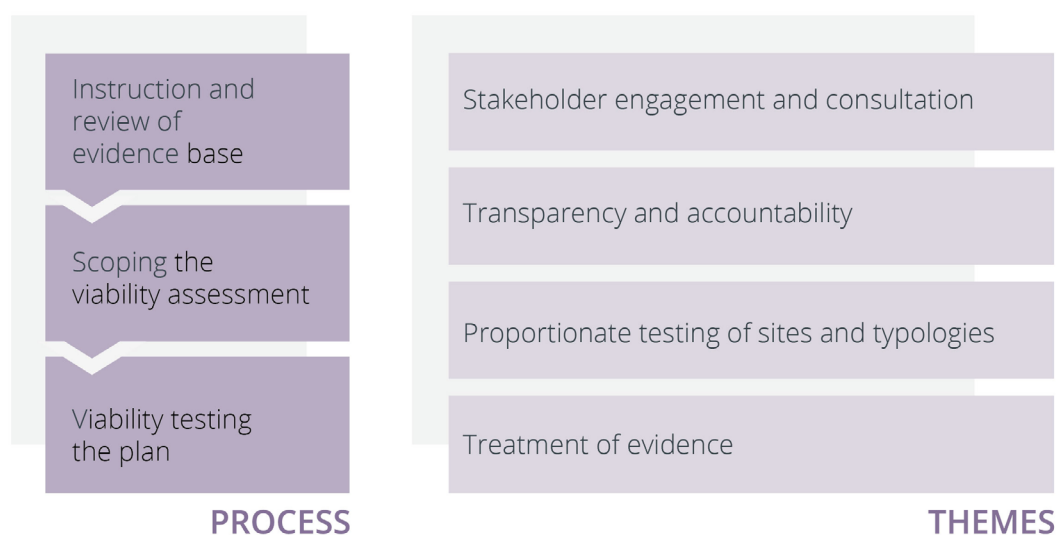 Instruction and
review of
evidence base
Scoping the
viability assessment
Viability testing
the plan
PROCESS
Stakeholder engagement and consultation
Transparency and accountability
Proportionate testing of sites and typologies
Treatment of evidence
THEMES